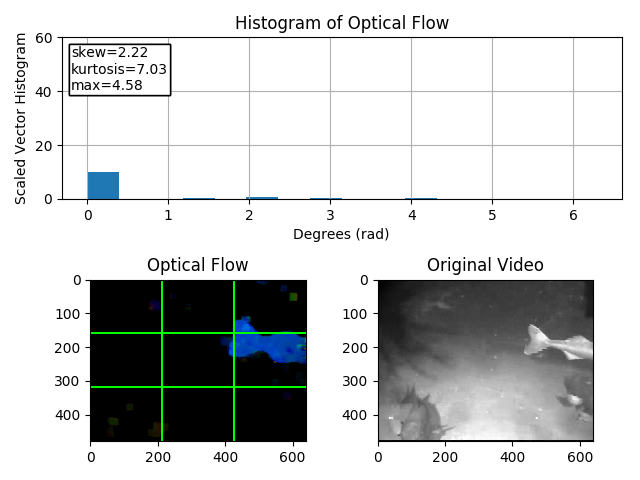 Histogram of Optical Flow
Scaled Vector Histogram
60
40
20
0
skew=2.22
kurtosis=7.03
max=4.58
0 1 2 3 4 5 6
Degrees (rad)
Optical Flow
0
100
200
300
400
0 200 400 600
Original Video
0
100
200
300
400
0 200 400 600